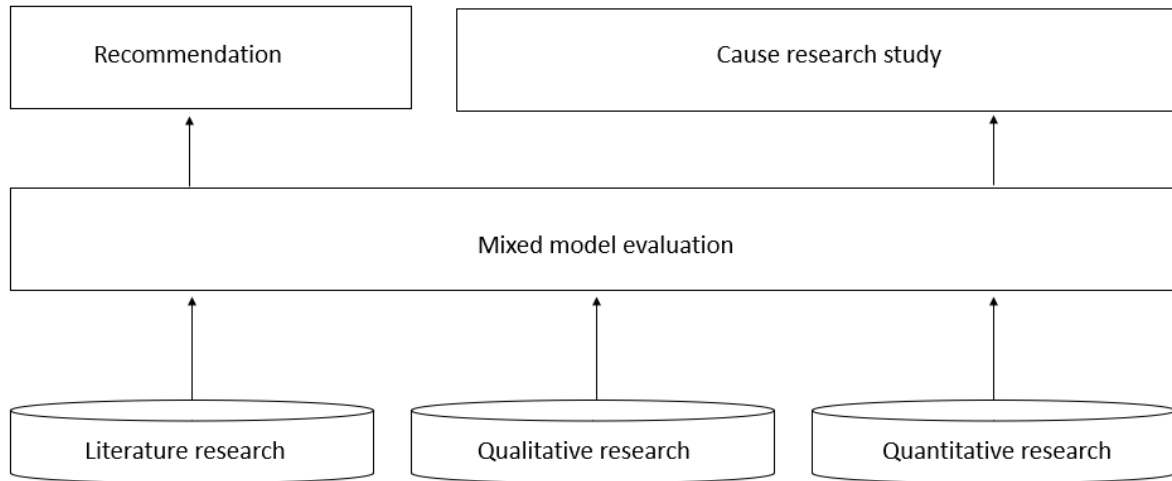 Recommendation
Cause research study
Mixed model evaluation
Literature research
Qualitative research
Quantitative research